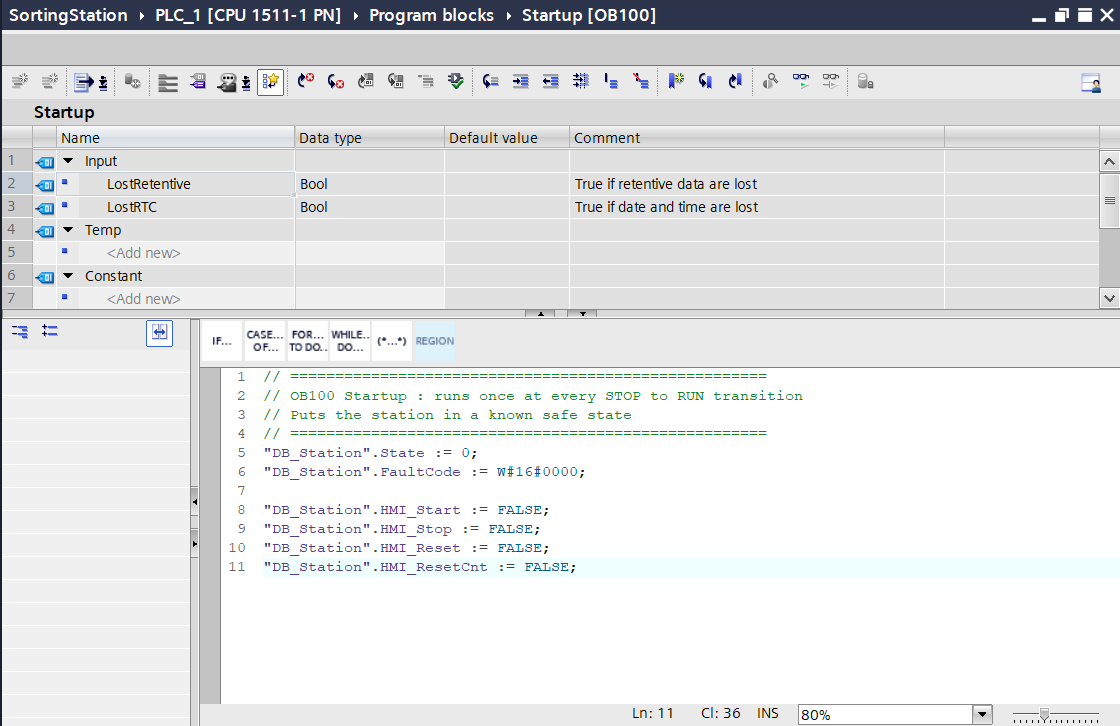 SortingStation › PLC_1 [CPU 1511-1 PN] › Program blocks › Startup [OB100]
Startup
Name Data type Default value Comment
1 Input
2 LostRetentive Bool True if retentive data are lost
3 LostRTC Bool True if date and time are lost
4 Temp
5 <Add new>
6 Constant
7 <Add new>
IF... CASE... OF... FOR... TO DO.. WHILE.. DO... (*...*) REGION
1 // =====================================================
2 // OB100 Startup : runs once at every STOP to RUN transition
3 // Puts the station in a known safe state
4 // =====================================================
5 "DB_Station".State := 0;
6 "DB_Station".FaultCode := W#16#0000;
7
8 "DB_Station".HMI_Start := FALSE;
9 "DB_Station".HMI_Stop := FALSE;
10 "DB_Station".HMI_Reset := FALSE;
11 "DB_Station".HMI_ResetCnt := FALSE;
Ln: 11 Cl: 36 INS 80%